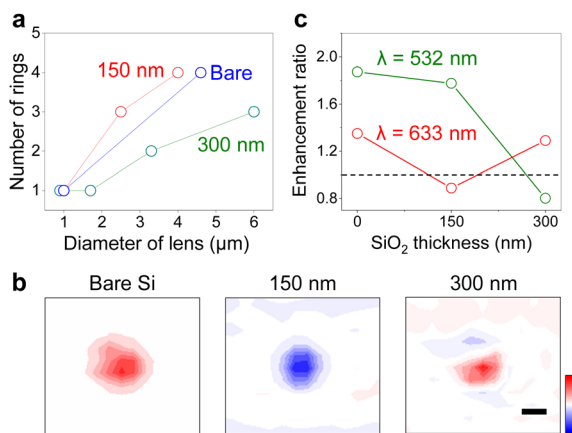 a
5
4
3
2
1
Number of rings
150 nm
Bare
300 nm
1 2 3 4 5 6
Diameter of lens (μm)
c
2.0
1.6
1.2
0.8
Enhancement ratio
λ = 532 nm
λ = 633 nm
0 150 300
SiO₂ thickness (nm)
b
Bare Si
150 nm
300 nm